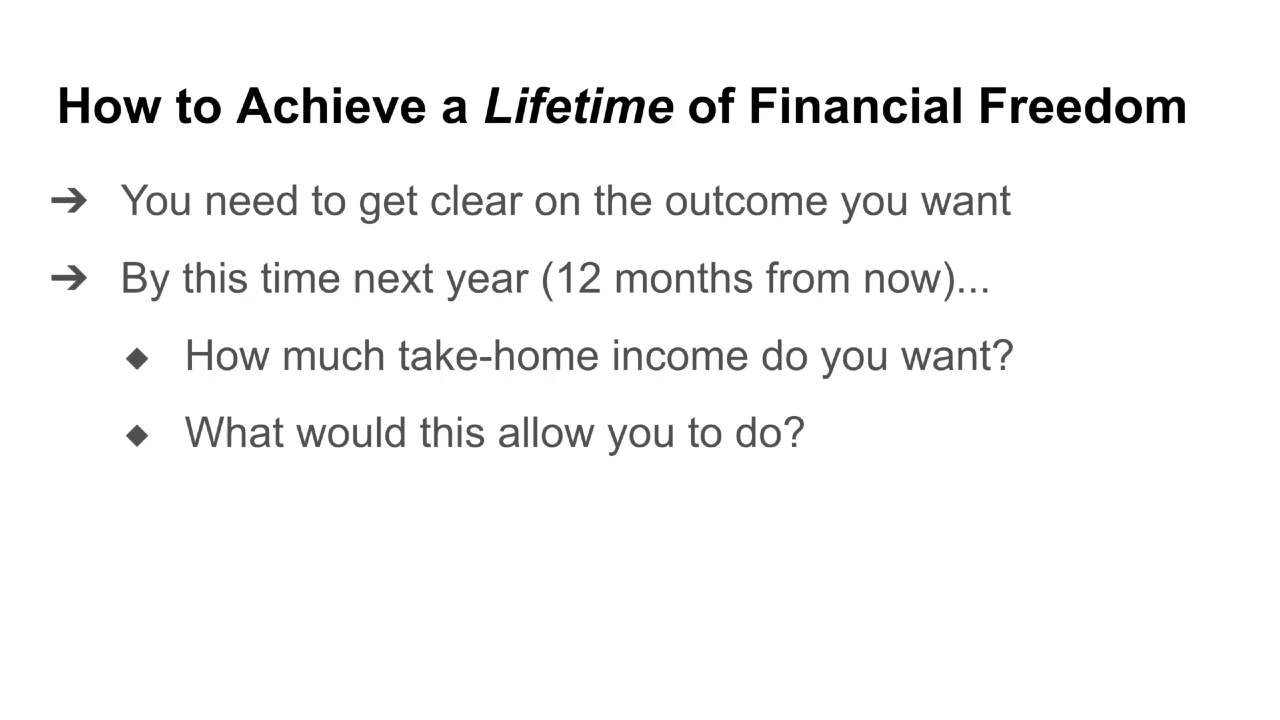 How to Achieve a Lifetime of Financial Freedom
➔ You need to get clear on the outcome you want
➔ By this time next year (12 months from now)...
◆ How much take-home income do you want?
◆ What would this allow you to do?